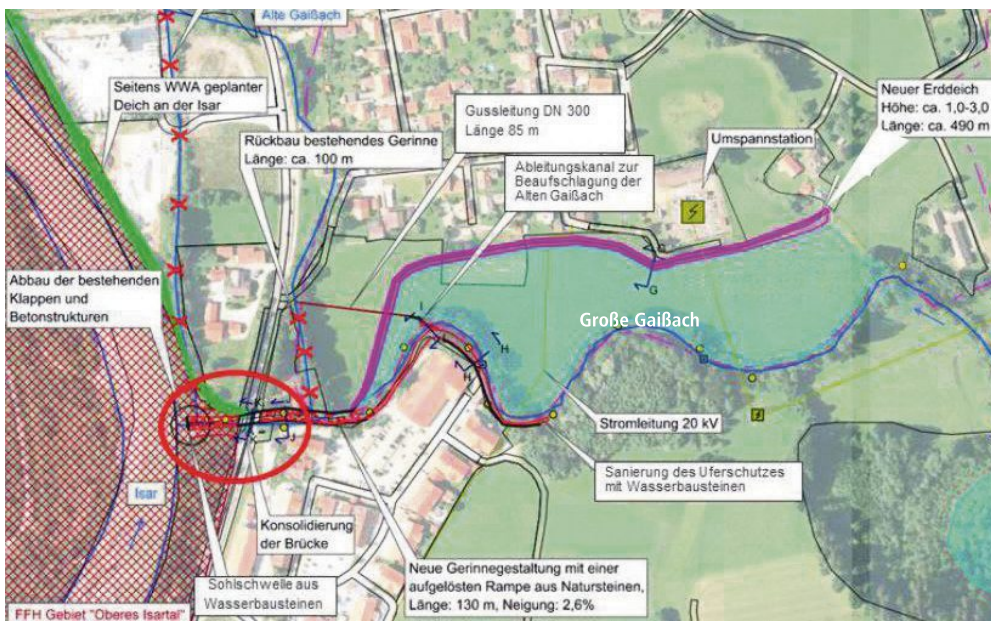 Alte Gaißach
Seitens WWA geplanter
Deich an der Isar
Gussleitung DN 300
Länge 85 m
Neuer Erddeich
Höhe: ca. 1,0-3,0
Länge: ca. 490 m
Rückbau bestehendes Gerinne
Länge: ca. 100 m
Umspannstation
Ableitungskanal zur
Beaufschlagung der
Alten Gaißach
Abbau der bestehenden
Klappen und
Betonstrukturen
G
I
Große Gaißach
H
H
Stromleitung 20 kV
Sanierung des Uferschutzes
mit Wasserbausteinen
Isar
Konsolidierung
der Brücke
Neue Gerinnegestaltung mit einer
aufgelösten Rampe aus Natursteinen,
Länge: 130 m, Neigung: 2,6%
Sohlschwelle aus
Wasserbausteinen
FFH Gebiet "Oberes Isartal"